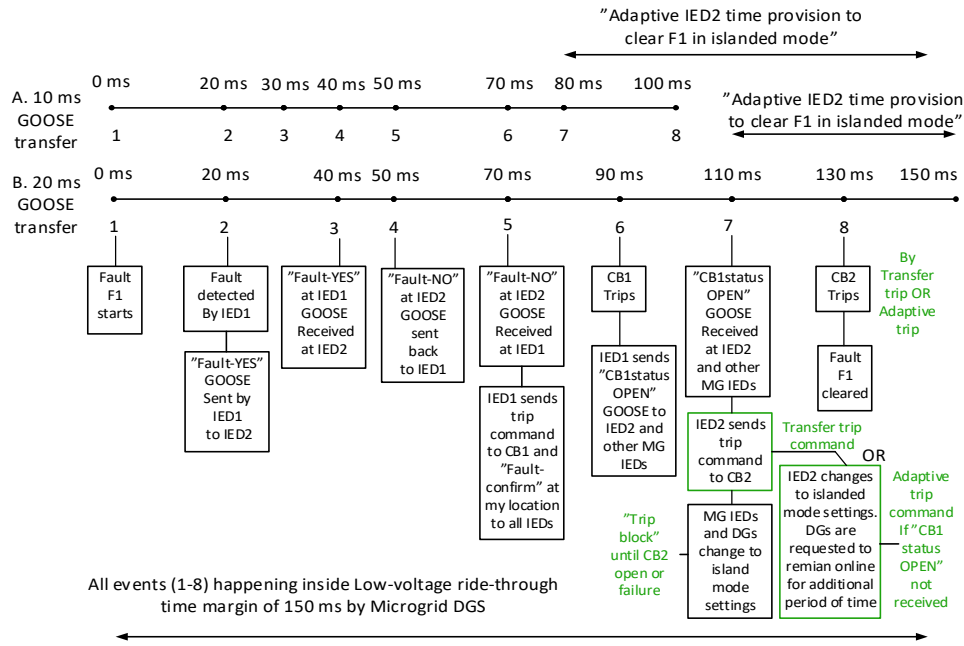 ”Adaptive IED2 time provision to
clear F1 in islanded mode”
A. 10 ms
GOOSE
transfer
0 ms
20 ms
30 ms
40 ms
50 ms
70 ms
80 ms
100 ms
1
2
3
4
5
6
7
8
”Adaptive IED2 time provision
to clear F1 in islanded mode”
B. 20 ms
GOOSE
transfer
0 ms
20 ms
40 ms
50 ms
70 ms
90 ms
110 ms
130 ms
150 ms
1
2
3
4
5
6
7
8
Fault
F1
starts
Fault
detected
By IED1
”Fault-YES”
GOOSE
Sent by
IED1
to IED2
”Fault-YES”
at IED1
GOOSE
Received
at IED2
”Fault-NO”
at IED2
GOOSE
sent
back
to IED1
”Fault-NO”
at IED2
GOOSE
Received
at IED1
IED1 sends
trip
command
to CB1 and
”Fault-
confirm” at
my location
to all IEDs
CB1
Trips
IED1 sends
”CB1status
OPEN”
GOOSE to
IED2 and
other MG
IEDs
”CB1status
OPEN”
GOOSE
Received
at IED2
and other
MG IEDs
IED2 sends
trip
command
to CB2
MG IEDs
and DGs
change to
island
mode
settings
”Trip
block”
until CB2
open or
failure
CB2
Trips
Fault
F1
cleared
By
Transfer
trip OR
Adaptive
trip
Transfer trip
command
OR
IED2 changes
to islanded
mode settings.
DGs are
requested to
remian online
for additional
period of time
Adaptive
trip
command
If ”CB1
status
OPEN”
not
received
All events (1-8) happening inside Low-voltage ride-through
time margin of 150 ms by Microgrid DGS